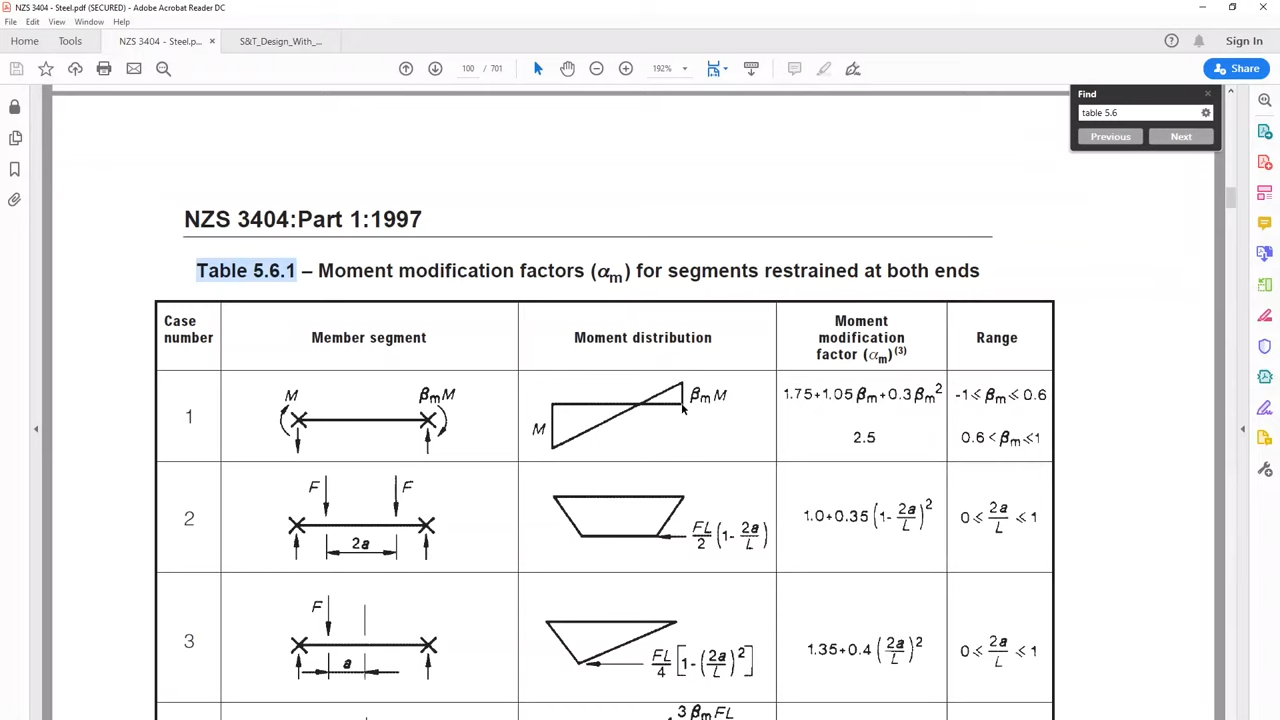 NZS 3404 - Steel.pdf (SECURED) - Adobe Acrobat Reader DC
File Edit View Window Help
Home Tools NZS 3404 - Steel.p... × S&T_Design_With_... Sign In
100 / 701 192% Share
Find
table 5.6
Previous Next
NZS 3404:Part 1:1997
Table 5.6.1 – Moment modification factors (αm) for segments restrained at both ends
Case number Member segment Moment distribution Moment modification factor (αm)(3) Range
1 M βmM M βmM 1.75+1.05βm+0.3βm² -1≤βm≤0.6
2.5 0.6<βm≤1
2 F F 2a FL/2 (1-2a/L) 1.0+0.35(1-2a/L)² 0≤2a/L≤1
3 F a FL/4 [1-(2a/L)²] 1.35+0.4(2a/L)² 0≤2a/L≤1
3βmFL